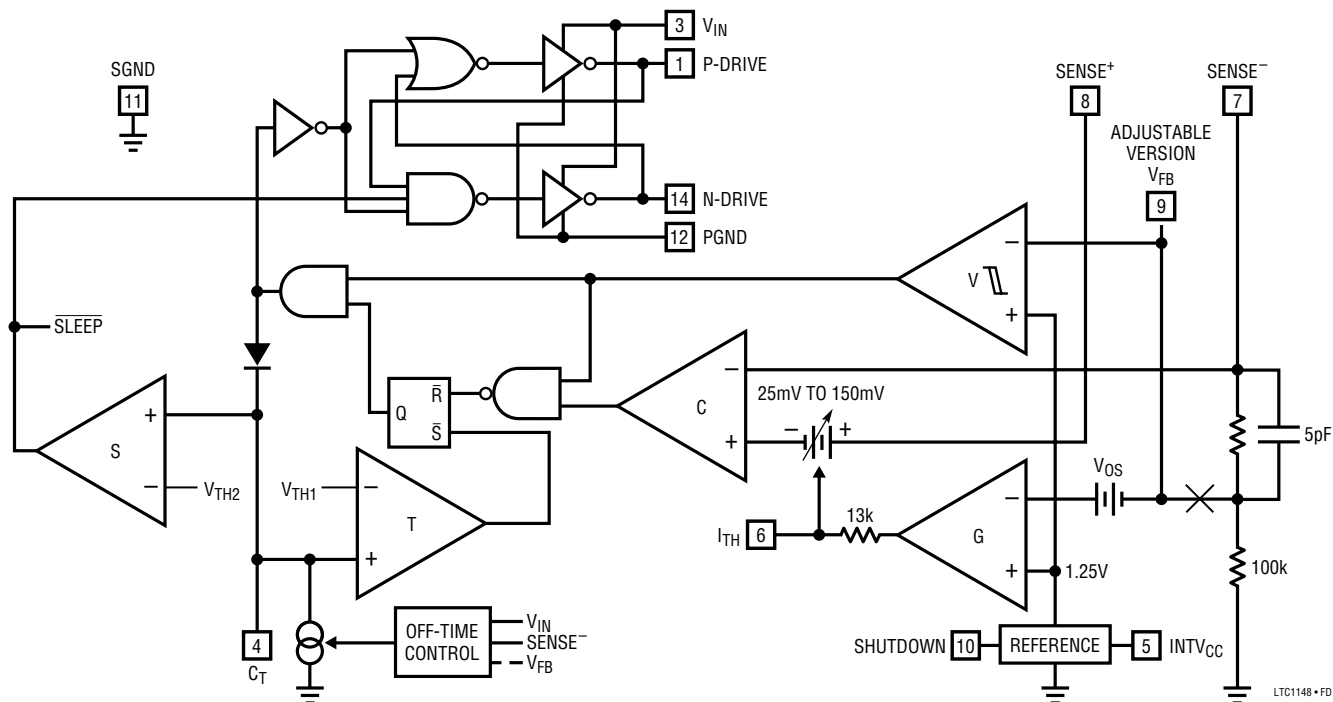 3 V_IN
1 P-DRIVE
SGND
11
SENSE+
8
SENSE−
7
ADJUSTABLE
VERSION
V_FB
9
14 N-DRIVE
12 PGND
−
V
+
SLEEP
−
C
+
25mV TO 150mV
−
+
Q
R
S
+
S
−
V_TH2
V_TH1
−
T
+
5pF
V_OS
−
G
+
13k
I_TH 6
1.25V
100k
4
C_T
OFF-TIME
CONTROL
V_IN
SENSE−
V_FB
SHUTDOWN 10
REFERENCE
5 INTV_CC
LTC1148 • FD